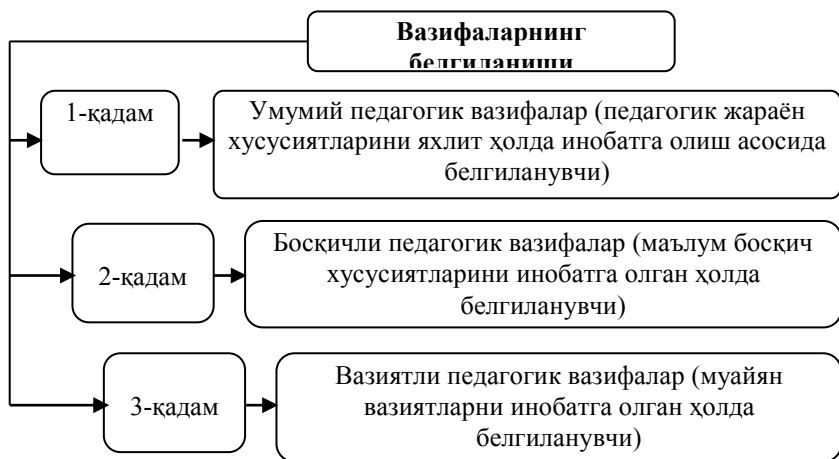 Вазифаларнинг
белгиланиши
1-қадам
Умумий педагогик вазифалар (педагогик жараён
хусусиятларини яхлит ҳолда инобатга олиш асосида
белгиланувчи)
2-қадам
Босқичли педагогик вазифалар (маълум босқич
хусусиятларини инобатга олган ҳолда
белгиланувчи)
3-қадам
Вазиятли педагогик вазифалар (муайян
вазиятларни инобатга олган ҳолда
белгиланувчи)